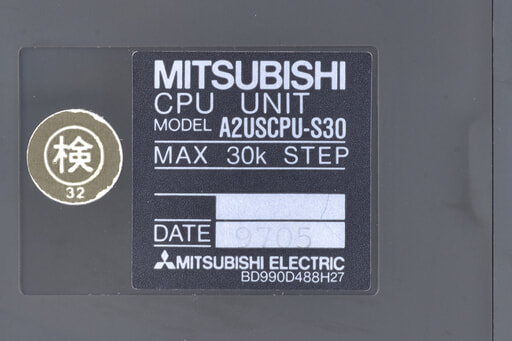 MITSUBISHI
CPU UNIT
MODEL A2USCPU-S30
MAX 30k STEP
検
32
DATE 9705
MITSUBISHI ELECTRIC
BD990D488H27